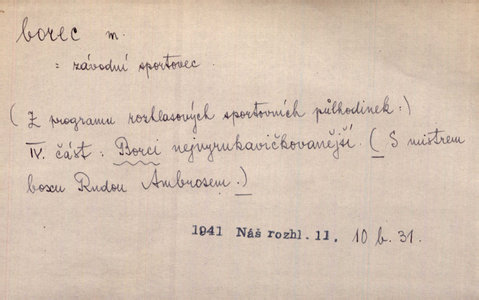 borec m.
= závodní sportovec.
(Z programu rozhlasových sportovních půlhodinek:)
IV. část: Borci nejvyrukavičkovanější. (S mistrem
boxu Rudou Ambrosem.)
1941 Náš rozhl. 11. 10 b. 31.